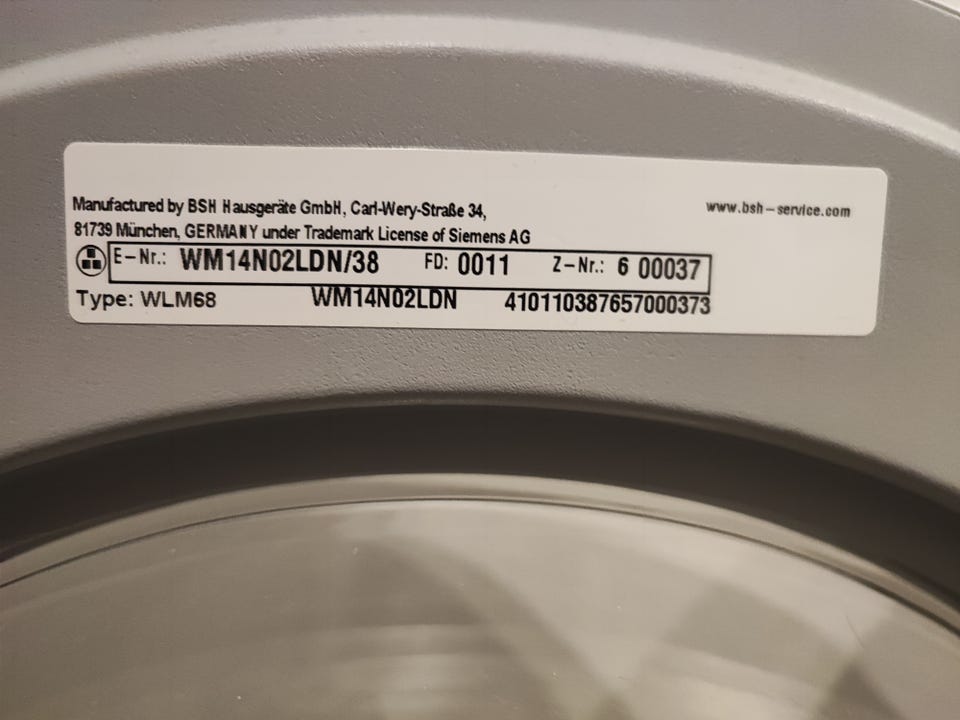 Manufactured by BSH Hausgeräte GmbH, Carl-Wery-Straße 34,
www.bsh-service.com
81739 München, GERMANY under Trademark License of Siemens AG
E-Nr.: WM14N02LDN/38 FD: 0011 Z-Nr.: 6 00037
Type: WLM68 WM14N02LDN 410110387657000373